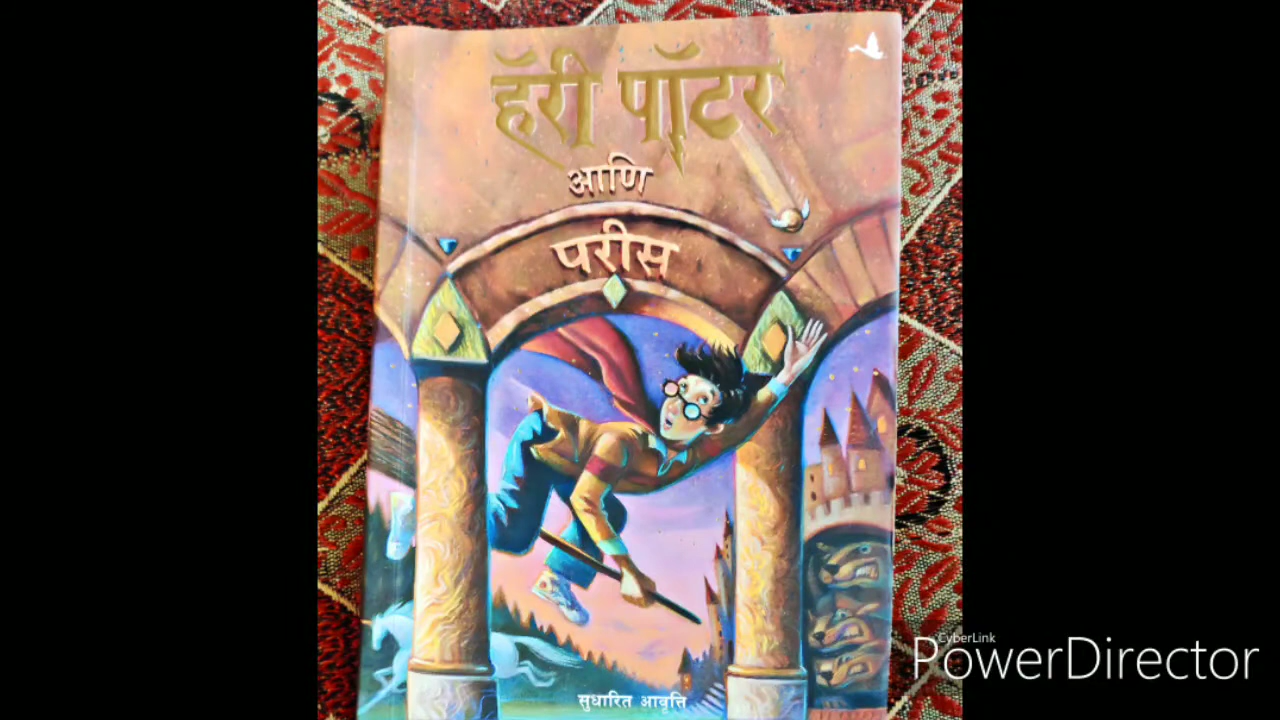 हॅरी पॉटर
आणि
परीस
सुधारित आवृत्ति
CyberLink
PowerDirector